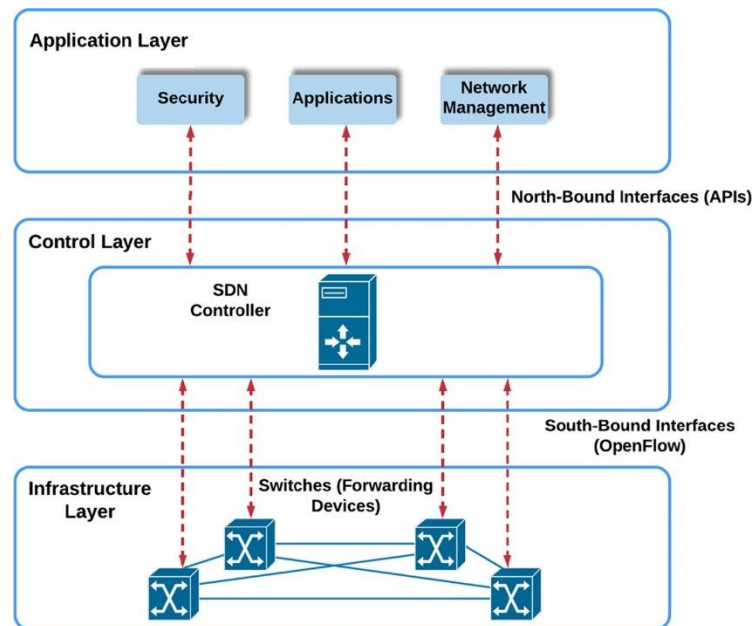 Application Layer
Security
Applications
Network
Management
North-Bound Interfaces (APIs)
Control Layer
SDN
Controller
South-Bound Interfaces
(OpenFlow)
Infrastructure
Layer
Switches (Forwarding
Devices)